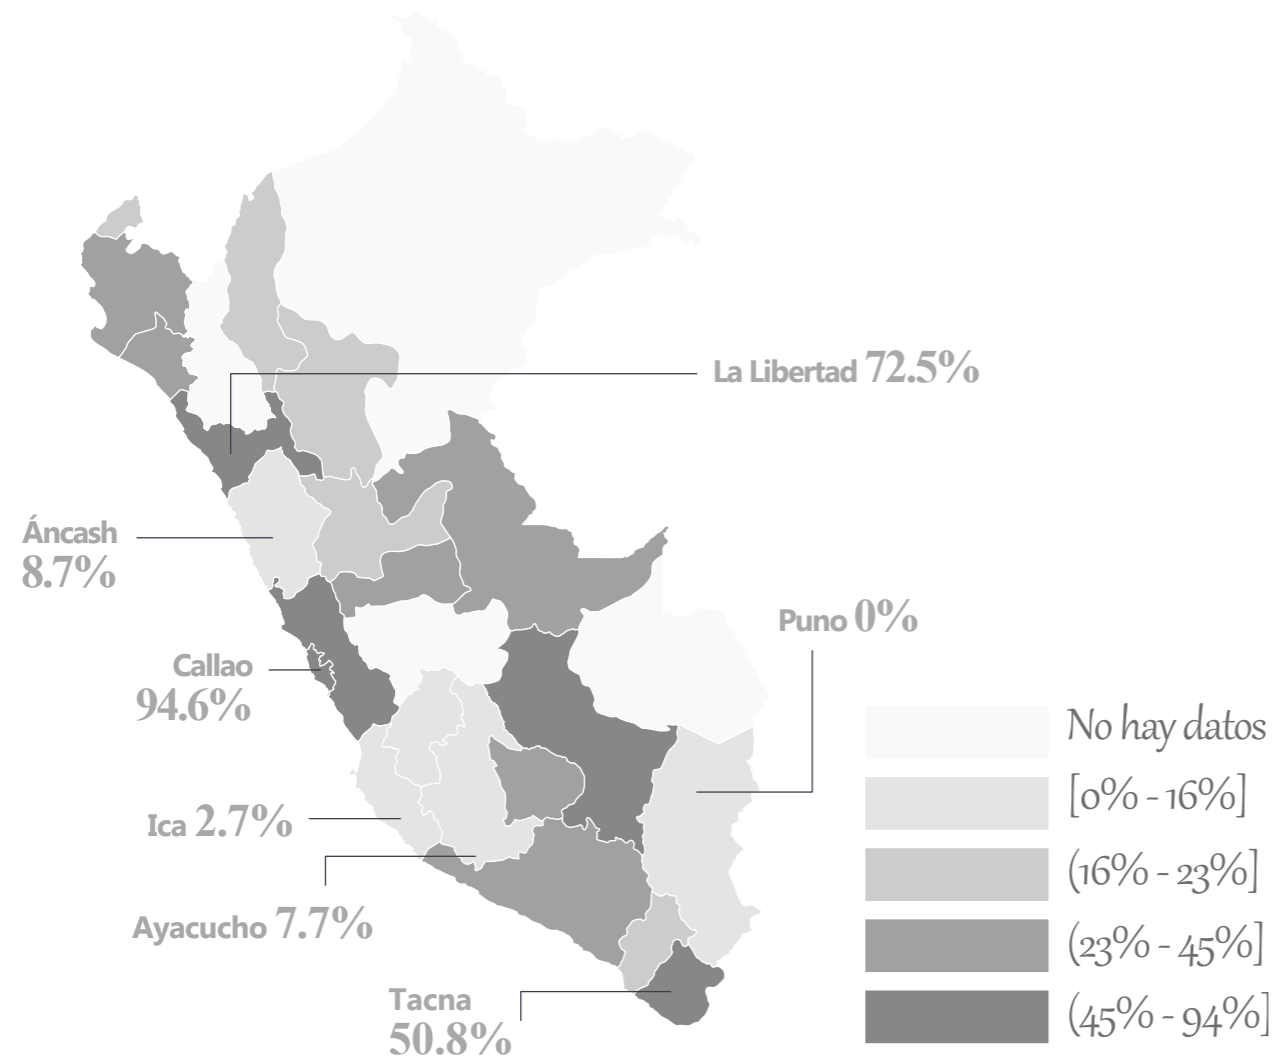 La Libertad 72.5%
Áncash
8.7%
Puno 0%
Callao
94.6%
No hay datos
[0% - 16%]
Ica 2.7%
(16% - 23%]
Ayacucho 7.7%
(23% - 45%]
Tacna
50.8%
(45% - 94%]